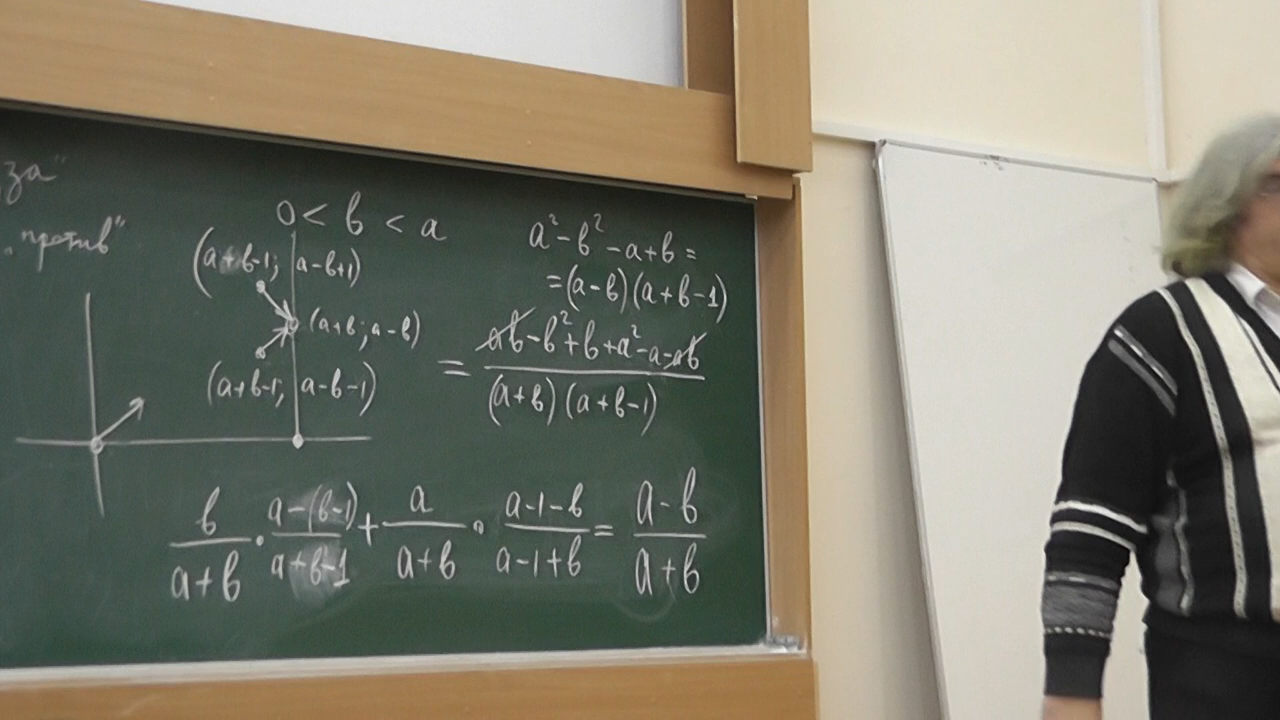 „за"
„против"
0 < b < a
(a+b-1; a-b+1)
(a+b; a-b)
(a+b-1; a-b-1)
a²-b²-a+b=
=(a-b)(a+b-1)
= (ab-b²+b+a²-a-ab)/((a+b)(a+b-1))
b/(a+b) · (a-(b-1))/(a+b-1) + a/(a+b) · (a-1-b)/(a-1+b) = (a-b)/(a+b)